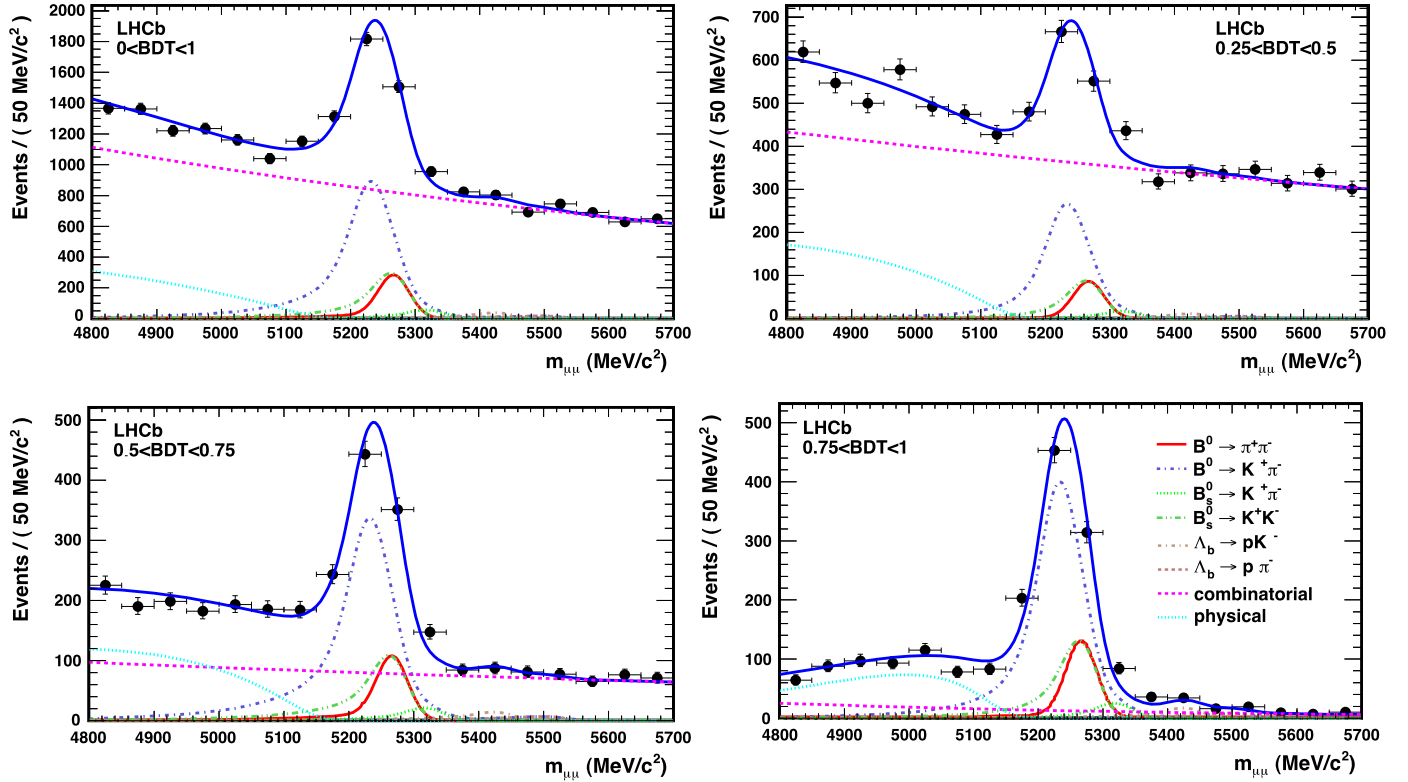 LHCb
0<BDT<1
Events / ( 50 MeV/c²)
2000
1800
1600
1400
1200
1000
800
600
400
200
0
4800 4900 5000 5100 5200 5300 5400 5500 5600 5700
m_μμ (MeV/c²)
LHCb
0.25<BDT<0.5
Events / ( 50 MeV/c²)
700
600
500
400
300
200
100
0
4800 4900 5000 5100 5200 5300 5400 5500 5600 5700
m_μμ (MeV/c²)
LHCb
0.5<BDT<0.75
Events / ( 50 MeV/c²)
500
400
300
200
100
0
4800 4900 5000 5100 5200 5300 5400 5500 5600 5700
m_μμ (MeV/c²)
LHCb
0.75<BDT<1
Events / ( 50 MeV/c²)
500
400
300
200
100
0
4800 4900 5000 5100 5200 5300 5400 5500 5600 5700
m_μμ (MeV/c²)
B⁰ → π⁺π⁻
B⁰ → K⁺π⁻
B⁰_s → K⁺π⁻
B⁰_s → K⁺K⁻
Λ_b → pK⁻
Λ_b → p π⁻
combinatorial
physical